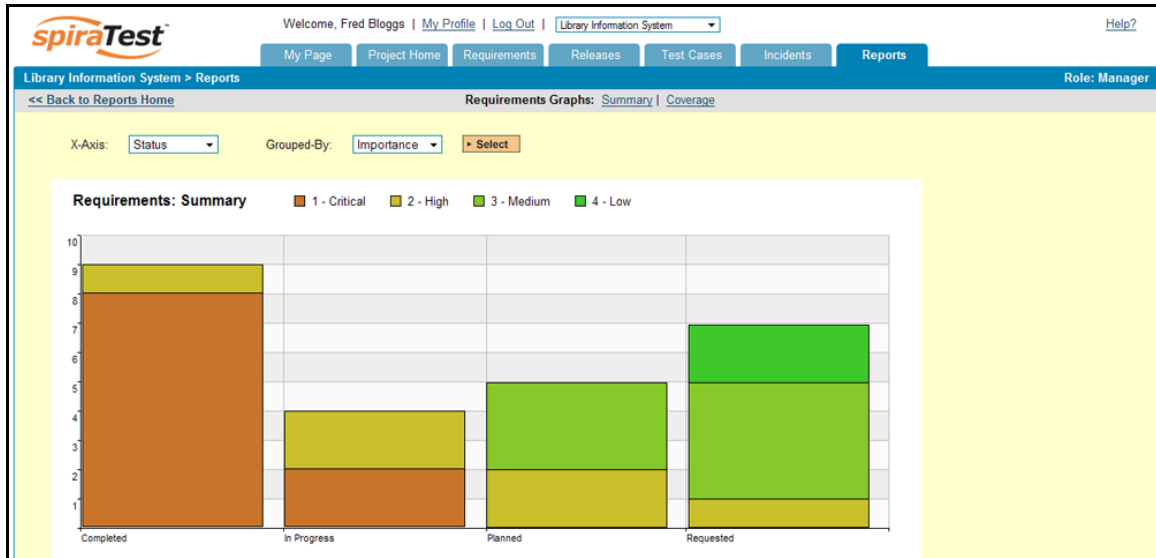 spiraTest™
Welcome, Fred Bloggs | My Profile | Log Out | Library Information System
Help?
My Page Project Home Requirements Releases Test Cases Incidents Reports
Library Information System > Reports Role: Manager
<< Back to Reports Home Requirements Graphs: Summary | Coverage
X-Axis: Status Grouped-By: Importance Select
Requirements: Summary 1 - Critical 2 - High 3 - Medium 4 - Low
10
9
8
7
6
5
4
3
2
1
Completed In Progress Planned Requested